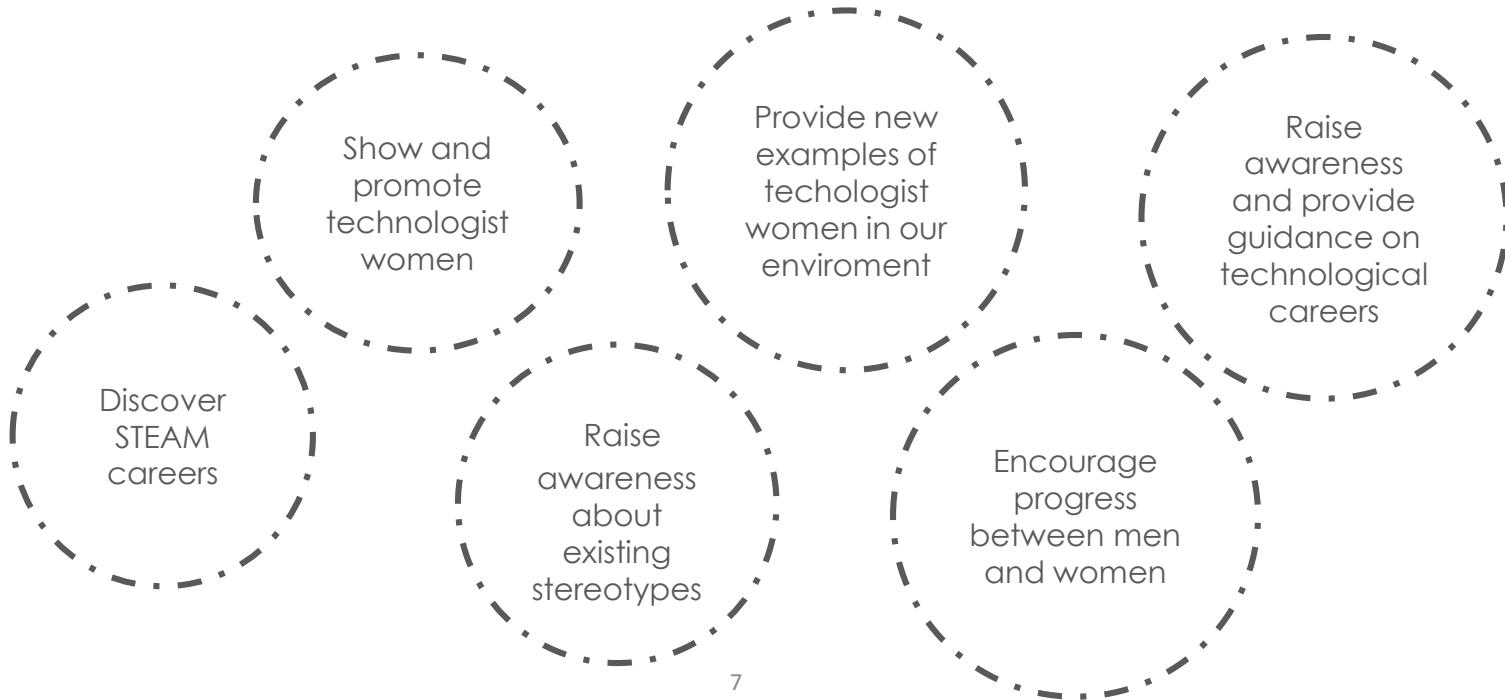 Discover
STEAM
careers
Show and
promote
technologist
women
Raise
awareness
about
existing
stereotypes
Provide new
examples of
techologist
women in our
enviroment
Encourage
progress
between men
and women
Raise
awareness
and provide
guidance on
technological
careers
7